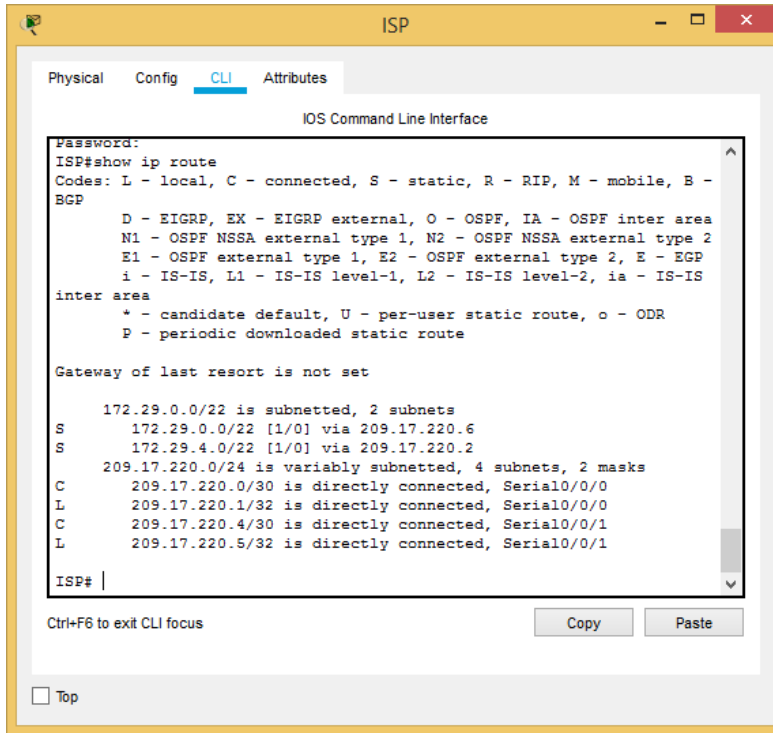 ISP
Physical Config CLI Attributes
IOS Command Line Interface
Password:
ISP#show ip route
Codes: L - local, C - connected, S - static, R - RIP, M - mobile, B -
BGP
D - EIGRP, EX - EIGRP external, O - OSPF, IA - OSPF inter area
N1 - OSPF NSSA external type 1, N2 - OSPF NSSA external type 2
E1 - OSPF external type 1, E2 - OSPF external type 2, E - EGP
i - IS-IS, L1 - IS-IS level-1, L2 - IS-IS level-2, ia - IS-IS
inter area
* - candidate default, U - per-user static route, o - ODR
P - periodic downloaded static route
Gateway of last resort is not set
172.29.0.0/22 is subnetted, 2 subnets
S 172.29.0.0/22 [1/0] via 209.17.220.6
S 172.29.4.0/22 [1/0] via 209.17.220.2
209.17.220.0/24 is variably subnetted, 4 subnets, 2 masks
C 209.17.220.0/30 is directly connected, Serial0/0/0
L 209.17.220.1/32 is directly connected, Serial0/0/0
C 209.17.220.4/30 is directly connected, Serial0/0/1
L 209.17.220.5/32 is directly connected, Serial0/0/1
ISP#
Ctrl+F6 to exit CLI focus Copy Paste
Top